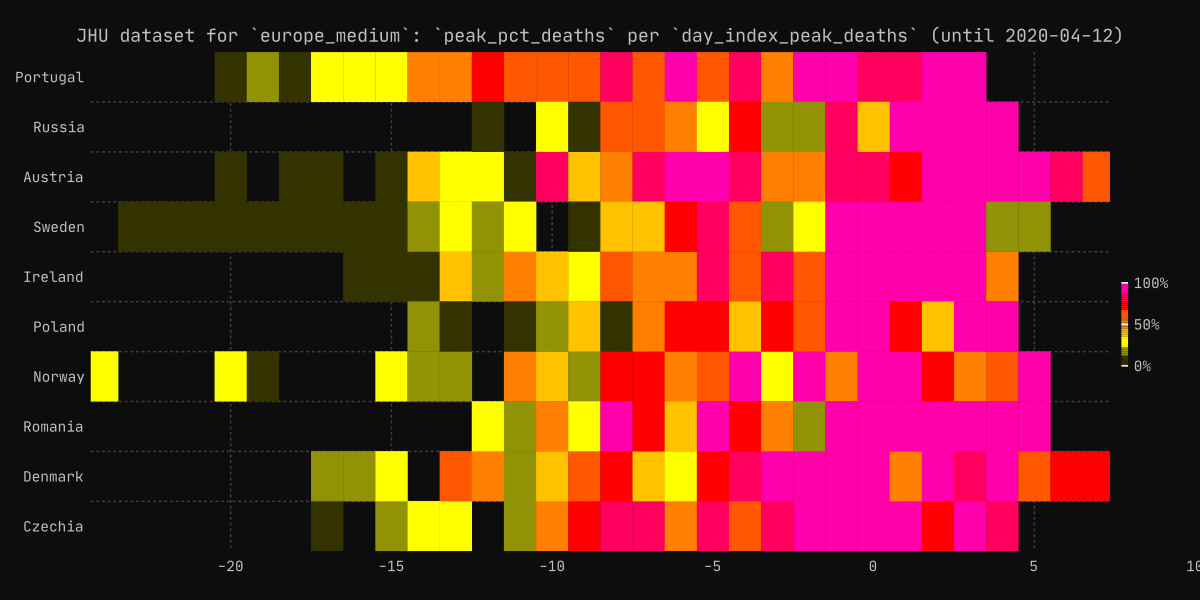 JHU dataset for `europe_medium`: `peak_pct_deaths` per `day_index_peak_deaths` (until 2020-04-12)
Portugal
Russia
Austria
Sweden
Ireland
Poland
Norway
Romania
Denmark
Czechia
100%
50%
0%
-20 -15 -10 -5 0 5 10